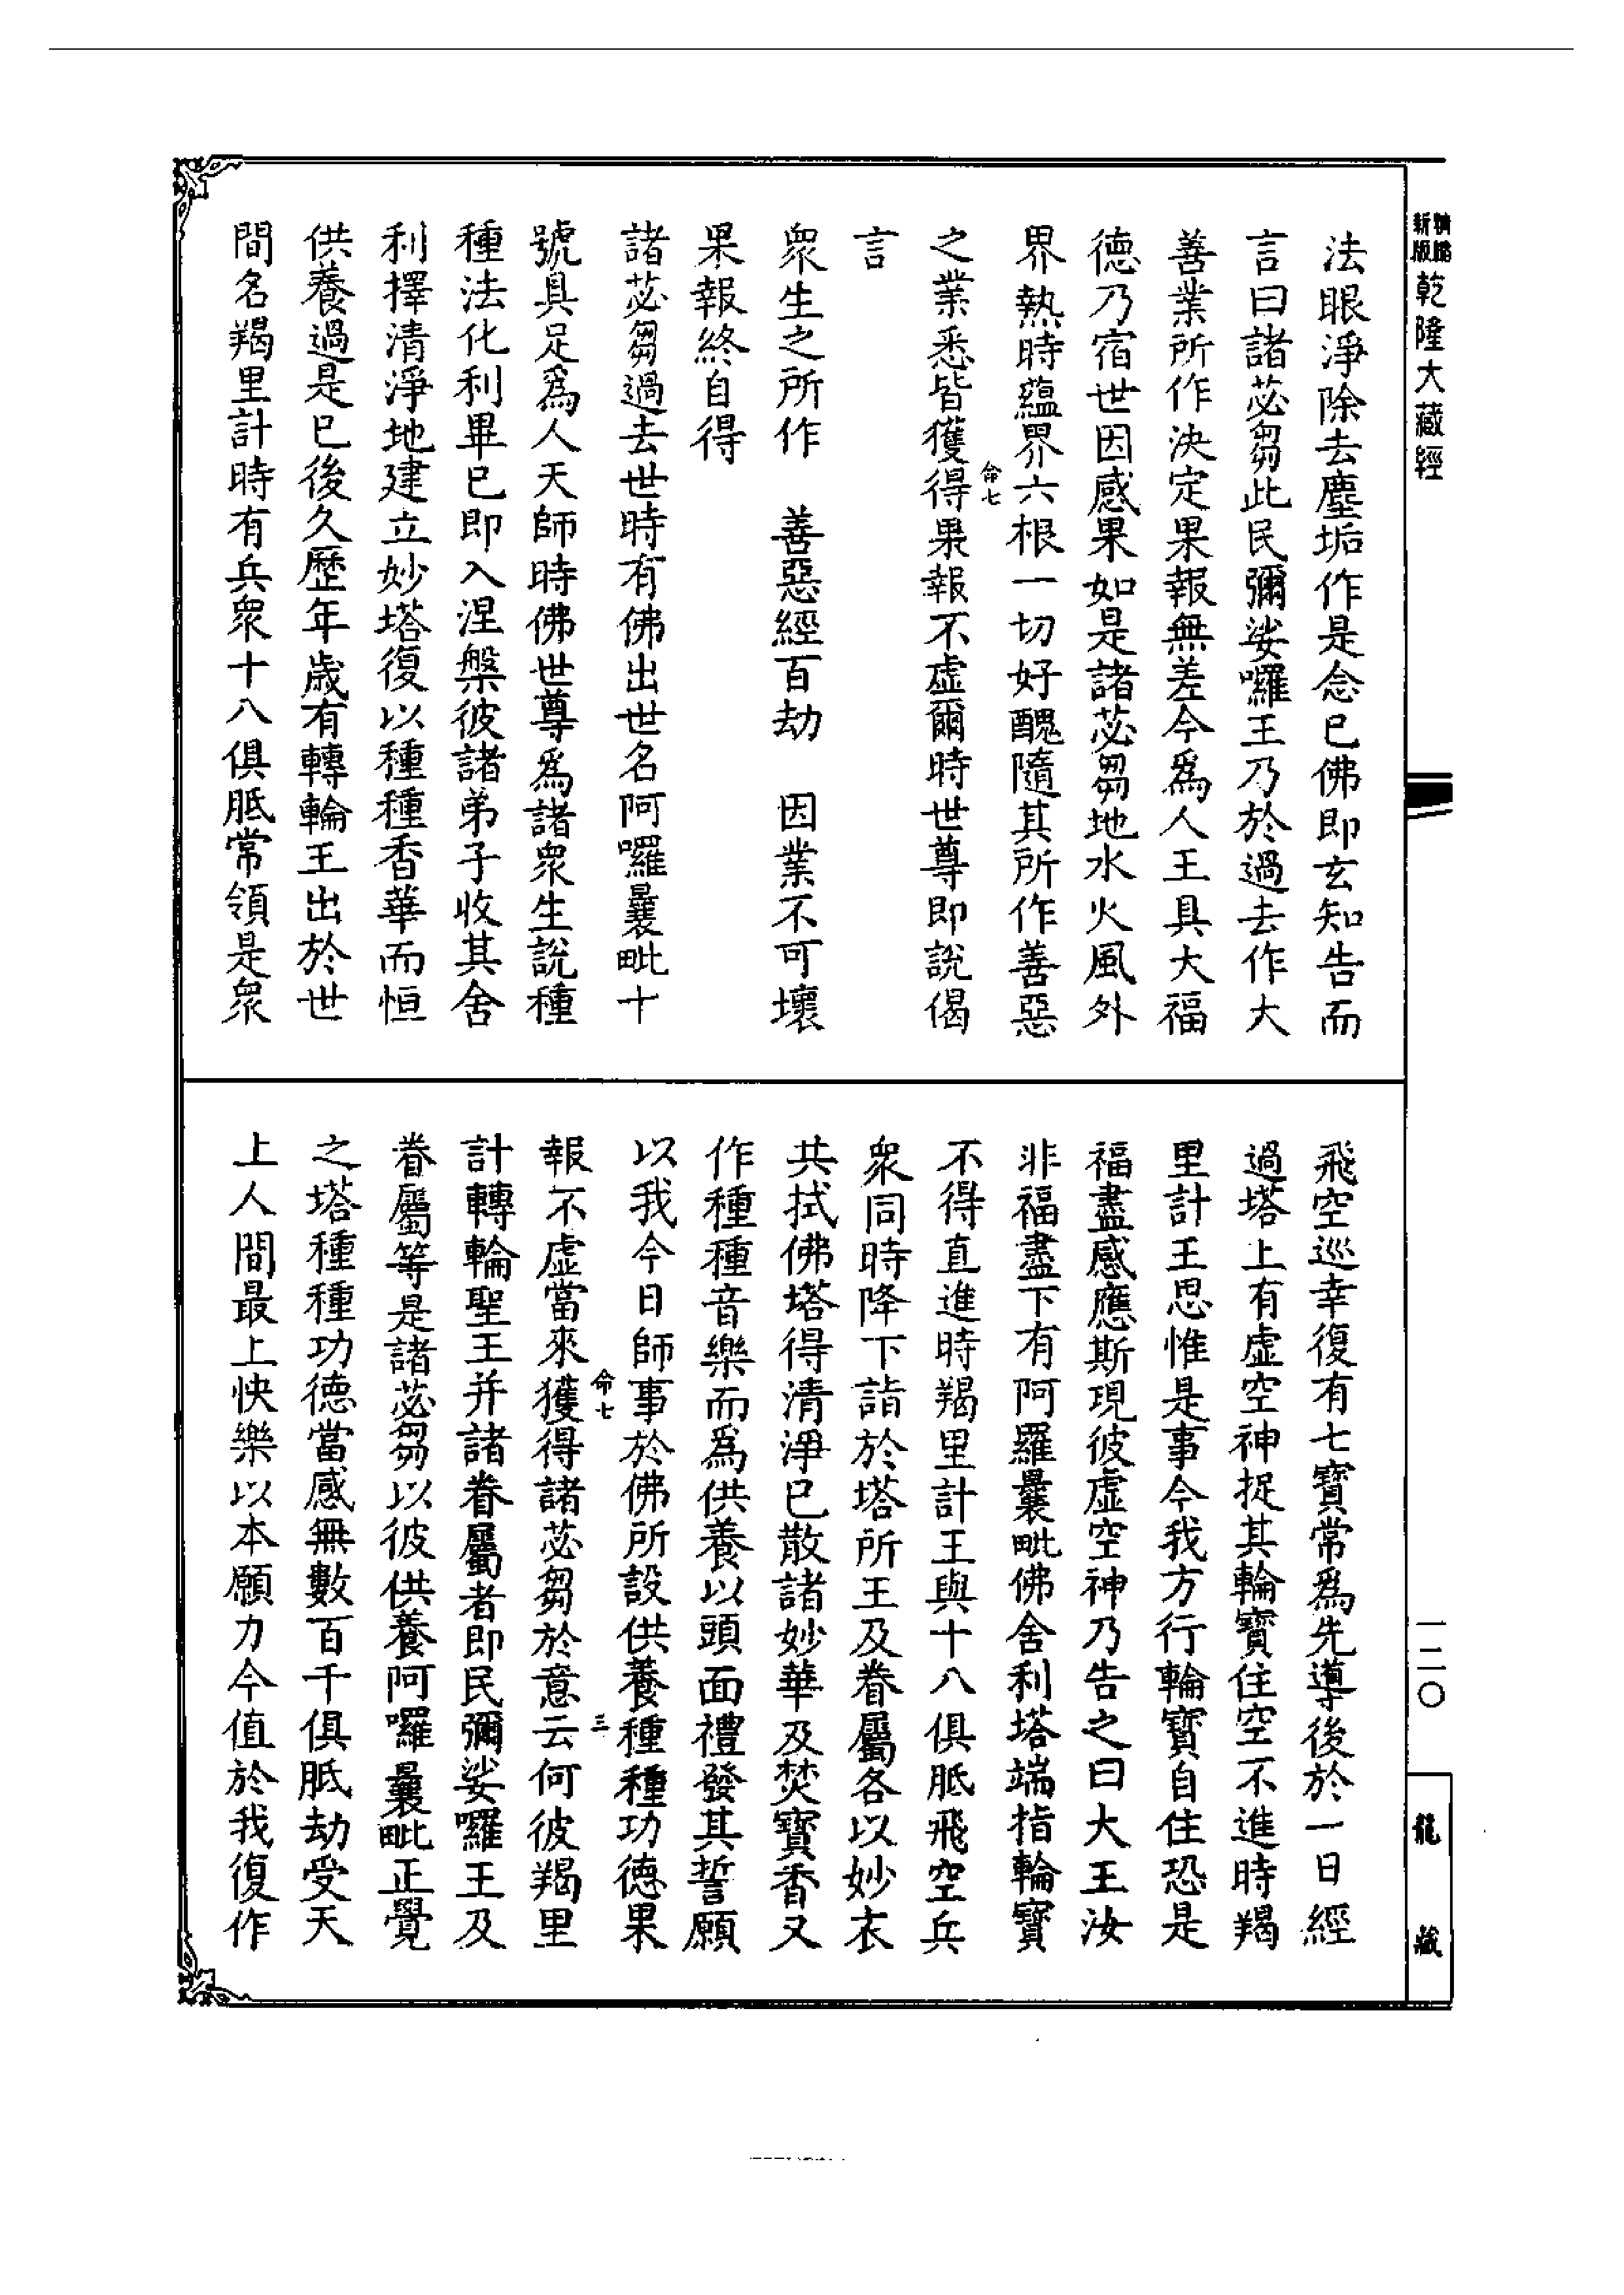 新版
精縮
乾隆大藏經
一二〇
龍藏
法眼淨除去塵垢作是念已佛即玄知告而
言曰諸苾芻此民彌娑囉王乃於過去作大
善業所作決定果報無差今爲人王具大福
德乃宿世因感果如是諸苾芻地水火風外
界熱時蘊界六根一切好醜隨其所作善惡
命七
之業悉皆獲得果報不虛爾時世尊即說偈
言
衆生之所作　善惡經百劫　因業不可壞
果報終自得
諸苾芻過去世時有佛出世名阿囉曩毗十
號具足爲人天師時佛世尊爲諸衆生說種
種法化利畢已即入涅槃彼諸弟子收其舍
利擇清淨地建立妙塔復以種種香華而恒
供養過是已後久歷年歲有轉輪王出於世
間名羯里計時有兵衆十八俱胝常領是衆
飛空巡幸復有七寶常爲先導後於一日經
過塔上有虛空神捉其輪寶住空不進時羯
里計王思惟是事今我方行輪寶自住恐是
福盡感應斯現彼虛空神乃告之曰大王汝
非福盡下有阿羅曩毗佛舍利塔端指輪寶
不得直進時羯里計王與十八俱胝飛空兵
衆同時降下詣於塔所王及眷屬各以妙衣
共拭佛塔得清淨已散諸妙華及焚寶香又
作種種音樂而爲供養以頭面禮發其誓願
以我今日師事於佛所設供養種種功德果
命七
三
報不虛當來獲得諸苾芻於意云何彼羯里
計轉輪聖王并諸眷屬者即民彌娑囉王及
眷屬等是諸苾芻以彼供養阿囉曩毗正覺
之塔種種功德當感無數百千俱胝劫受天
上人間最上快樂以本願力今值於我復作